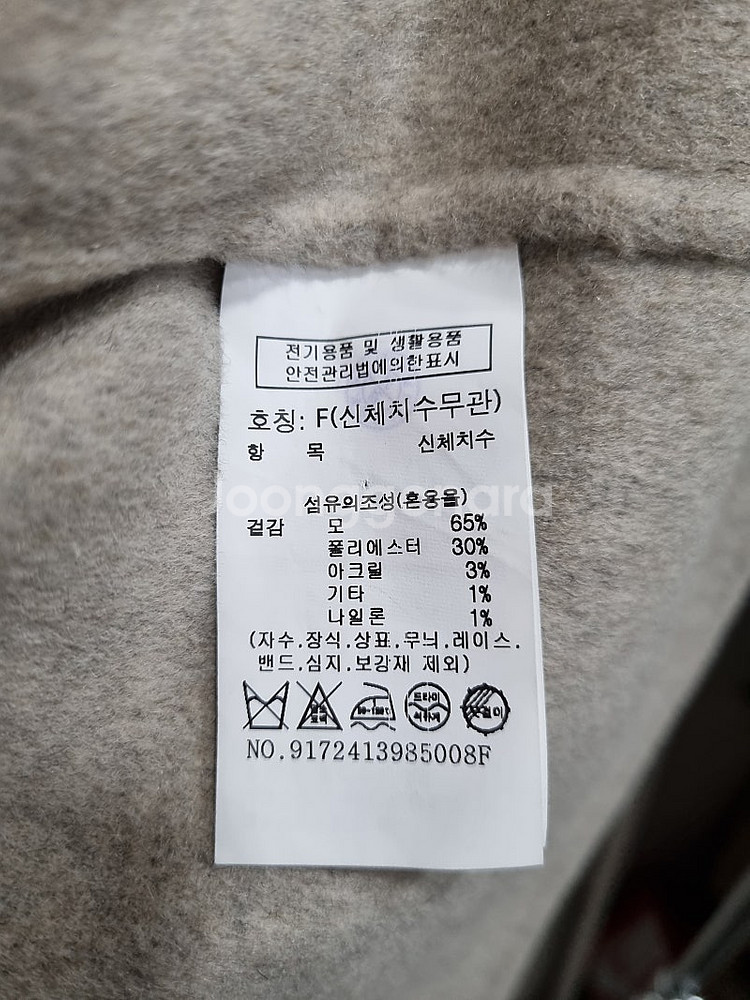 전기용품 및 생활용품
안전관리법에의한표시
호칭: F(신체치수무관)
항 목 신체치수
joonggonara
섬유의조성(혼용율)
겉감 모 65%
폴리에스터 30%
아크릴 3%
기타 1%
나일론 1%
(자수.장식.상표.무늬.레이스.
밴드.심지.보강재 제외)
드라이
NO.9172413985008F